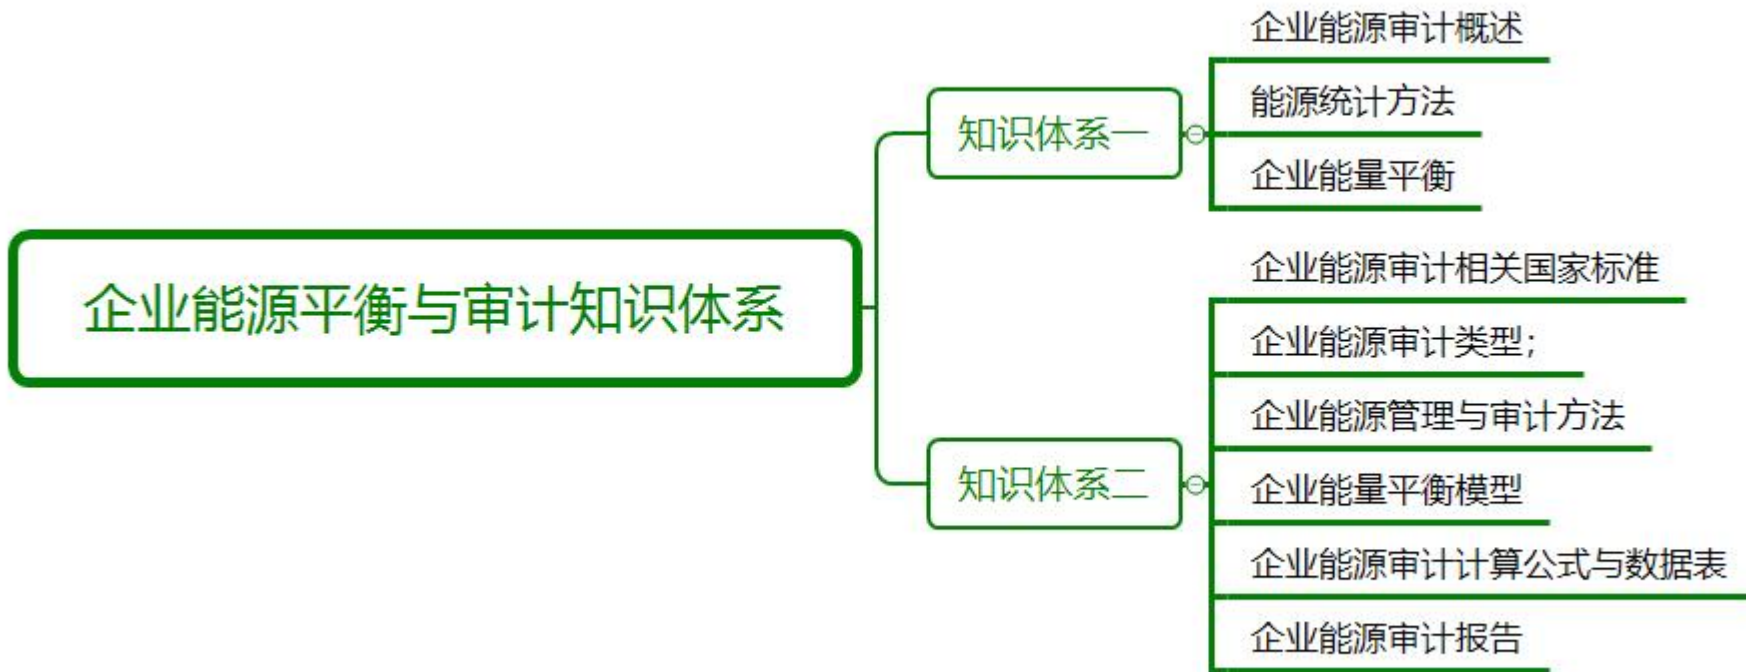 企业能源平衡与审计知识体系
知识体系一
企业能源审计概述
能源统计方法
企业能量平衡
知识体系二
企业能源审计相关国家标准
企业能源审计类型；
企业能源管理与审计方法
企业能量平衡模型
企业能源审计计算公式与数据表
企业能源审计报告